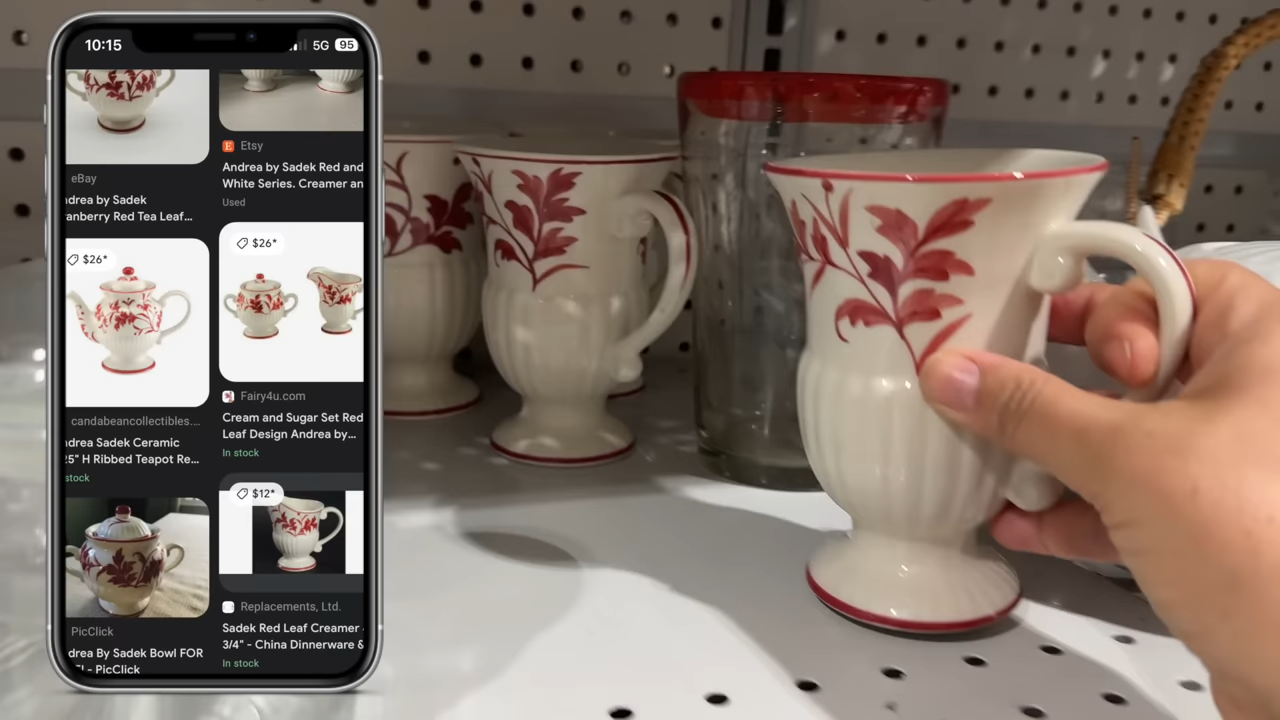 10:15
5G
95
eBay
ndrea by Sadek
ranberry Red Tea Leaf...
Etsy
Andrea by Sadek Red and
White Series. Creamer an
Used
$26*
candabeancollectibles....
ndrea Sadek Ceramic
25" H Ribbed Teapot Re...
stock
$26*
Fairy4u.com
Cream and Sugar Set Red
Leaf Design Andrea by...
In stock
PicClick
drea By Sadek Bowl FOR
- PicClick
$12*
Replacements, Ltd.
Sadek Red Leaf Creamer
3/4" - China Dinnerware &
In stock